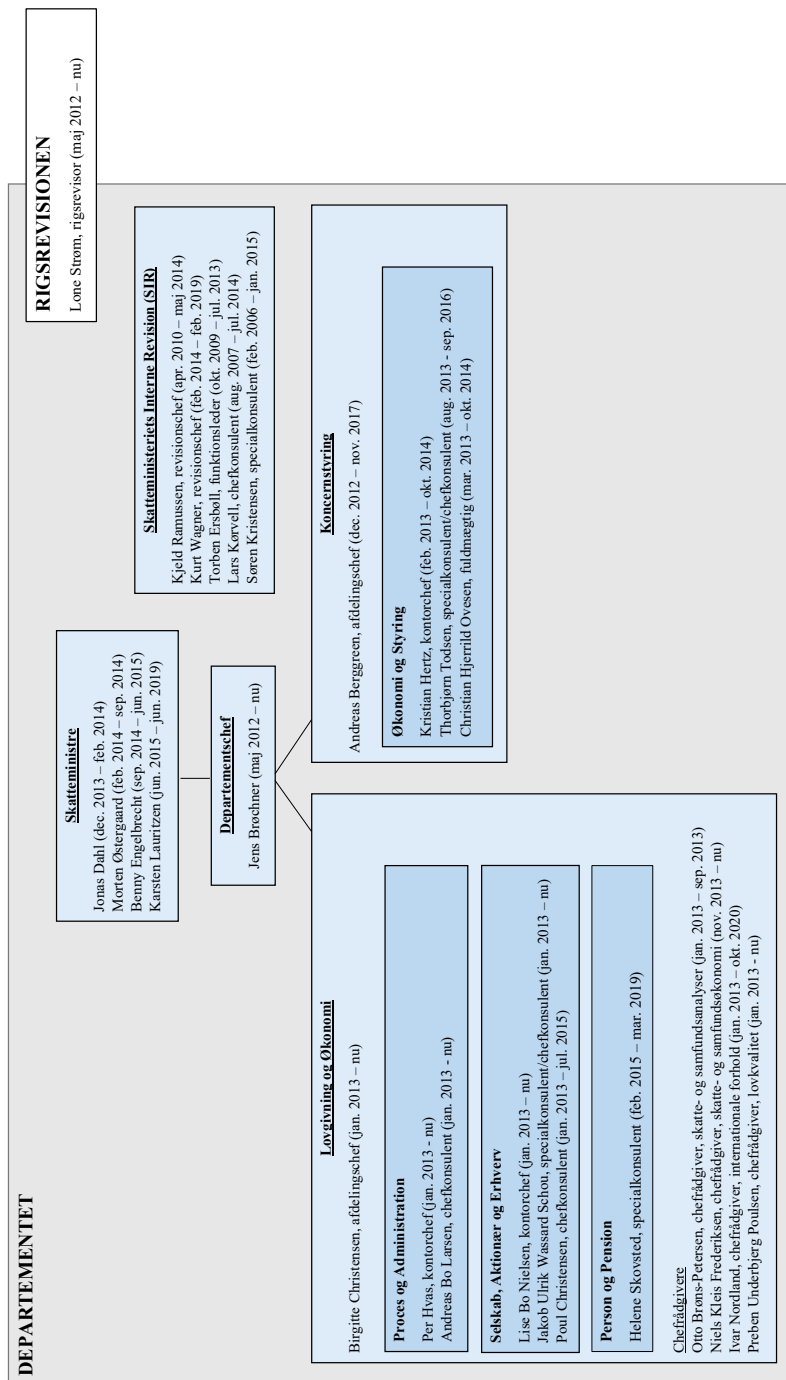 DEPARTEMENTET
RIGSREVISIONEN
Lone Strøm, rigsrevisor (maj 2012 – nu)
Skatteministre
Jonas Dahl (dec. 2013 – feb. 2014)
Morten Østergaard (feb. 2014 – sep. 2014)
Benny Engelbrecht (sep. 2014 – jun. 2015)
Karsten Lauritzen (jun. 2015 – jun. 2019)
Skatteministeriets Interne Revision (SIR)
Kjeld Ramussen, revisionschef (apr. 2010 – maj 2014)
Kurt Wagner, revisionschef (feb. 2014 – feb. 2019)
Torben Ersbøll, funktionsleder (okt. 2009 – jul. 2013)
Lars Kørvell, chefkonsulent (aug. 2007 – jul. 2014)
Søren Kristensen, specialkonsulent (feb. 2006 – jan. 2015)
Departementschef
Jens Brøchner (maj 2012 – nu)
Lovgivning og Økonomi
Birgitte Christensen, afdelingschef (jan. 2013 – nu)
Proces og Administration
Per Hvas, kontorchef (jan. 2013 - nu)
Andreas Bo Larsen, chefkonsulent (jan. 2013 - nu)
Selskab, Aktionær og Erhverv
Lise Bo Nielsen, kontorchef (jan. 2013 – nu)
Jakob Ulrik Wassard Schou, specialkonsulent/chefkonsulent (jan. 2013 – nu)
Poul Christensen, chefkonsulent (jan. 2013 – jul. 2015)
Person og Pension
Helene Skovsted, specialkonsulent (feb. 2015 – mar. 2019)
Chefrådgivere
Otto Brøns-Petersen, chefrådgiver, skatte- og samfundsanalyser (jan. 2013 – sep. 2013)
Niels Kleis Frederiksen, chefrådgiver, skatte- og samfundsøkonomi (nov. 2013 – nu)
Ivar Nordland, chefrådgiver, internationale forhold (jan. 2013 – okt. 2020)
Preben Underbjerg Poulsen, chefrådgiver, lovkvalitet (jan. 2013 - nu)
Koncernstyring
Andreas Berggreen, afdelingschef (dec. 2012 – nov. 2017)
Økonomi og Styring
Kristian Hertz, kontorchef (feb. 2013 – okt. 2014)
Thorbjørn Todsen, specialkonsulent/chefkonsulent (aug. 2013 - sep. 2016)
Christian Hjerrild Ovesen, fuldmægtig (mar. 2013 – okt. 2014)